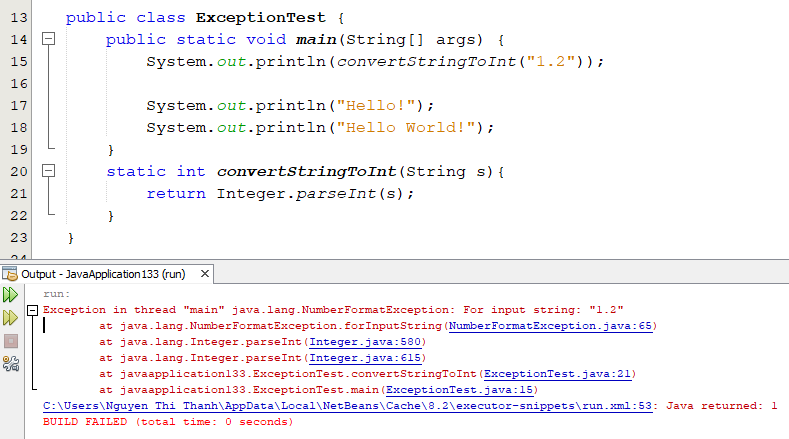 13 public class ExceptionTest {
14 public static void main(String[] args) {
15 System.out.println(convertStringToInt("1.2"));
16
17 System.out.println("Hello!");
18 System.out.println("Hello World!");
19 }
20 static int convertStringToInt(String s){
21 return Integer.parseInt(s);
22 }
23 }
Output - JavaApplication133 (run) ×
run:
Exception in thread "main" java.lang.NumberFormatException: For input string: "1.2"
at java.lang.NumberFormatException.forInputString(NumberFormatException.java:65)
at java.lang.Integer.parseInt(Integer.java:580)
at java.lang.Integer.parseInt(Integer.java:615)
at javaapplication133.ExceptionTest.convertStringToInt(ExceptionTest.java:21)
at javaapplication133.ExceptionTest.main(ExceptionTest.java:15)
C:\Users\Nguyen Thi Thanh\AppData\Local\NetBeans\Cache\8.2\executor-snippets\run.xml:53: Java returned: 1
BUILD FAILED (total time: 0 seconds)